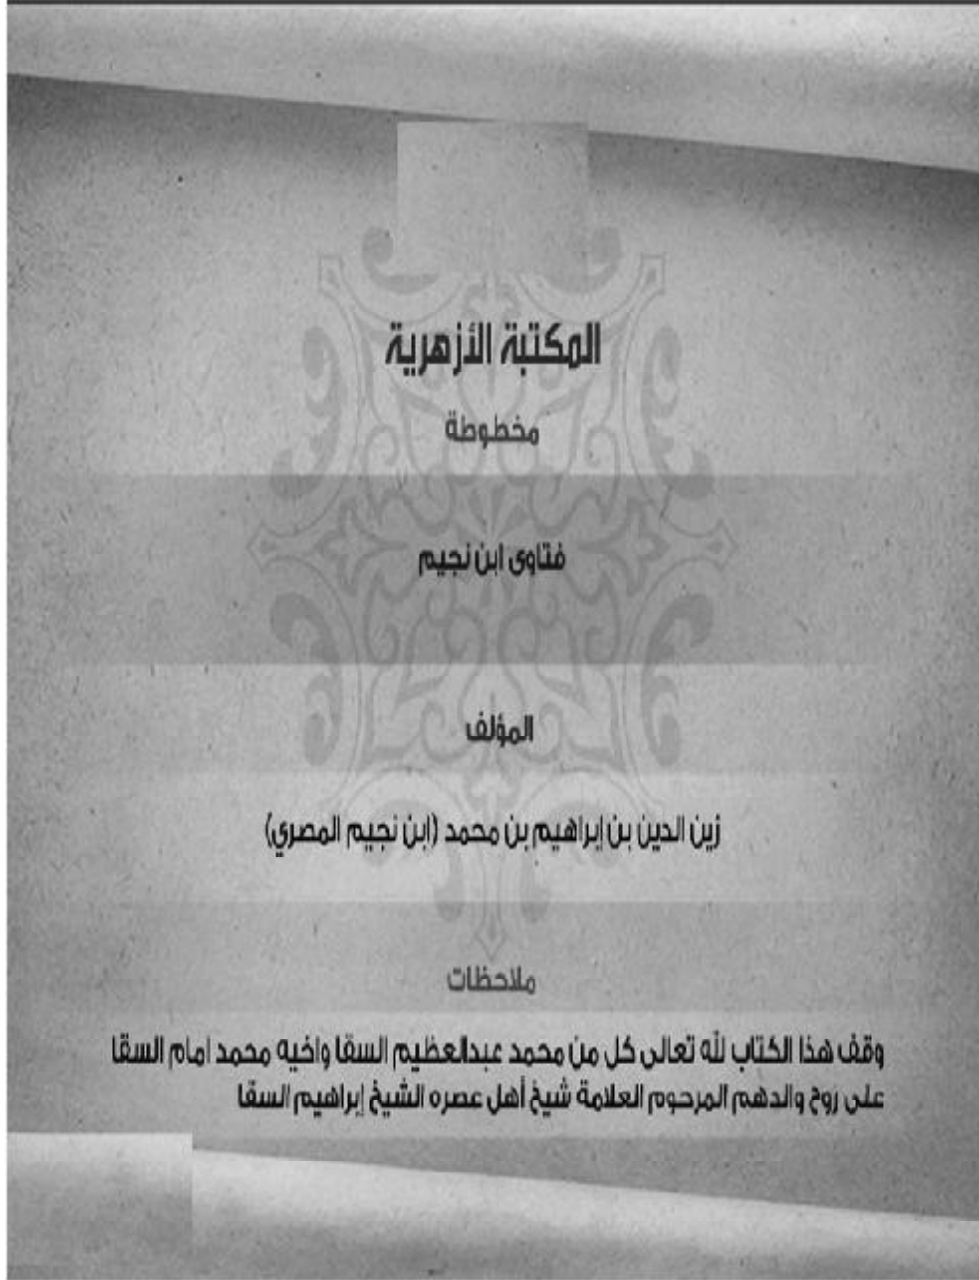 المكتبة الأزهرية
مخطوطة
فتاوى ابن نجيم
المؤلف
زين الدين بن إبراهيم بن محمد (ابن نجيم المصري)
ملاحظات
وقف هذا الكتاب لله تعالى كل من محمد عبدالعظيم السقا واخيه محمد امام السقا
على روح والدهم المرحوم العلامة شيخ أهل عصره الشيخ إبراهيم السقا